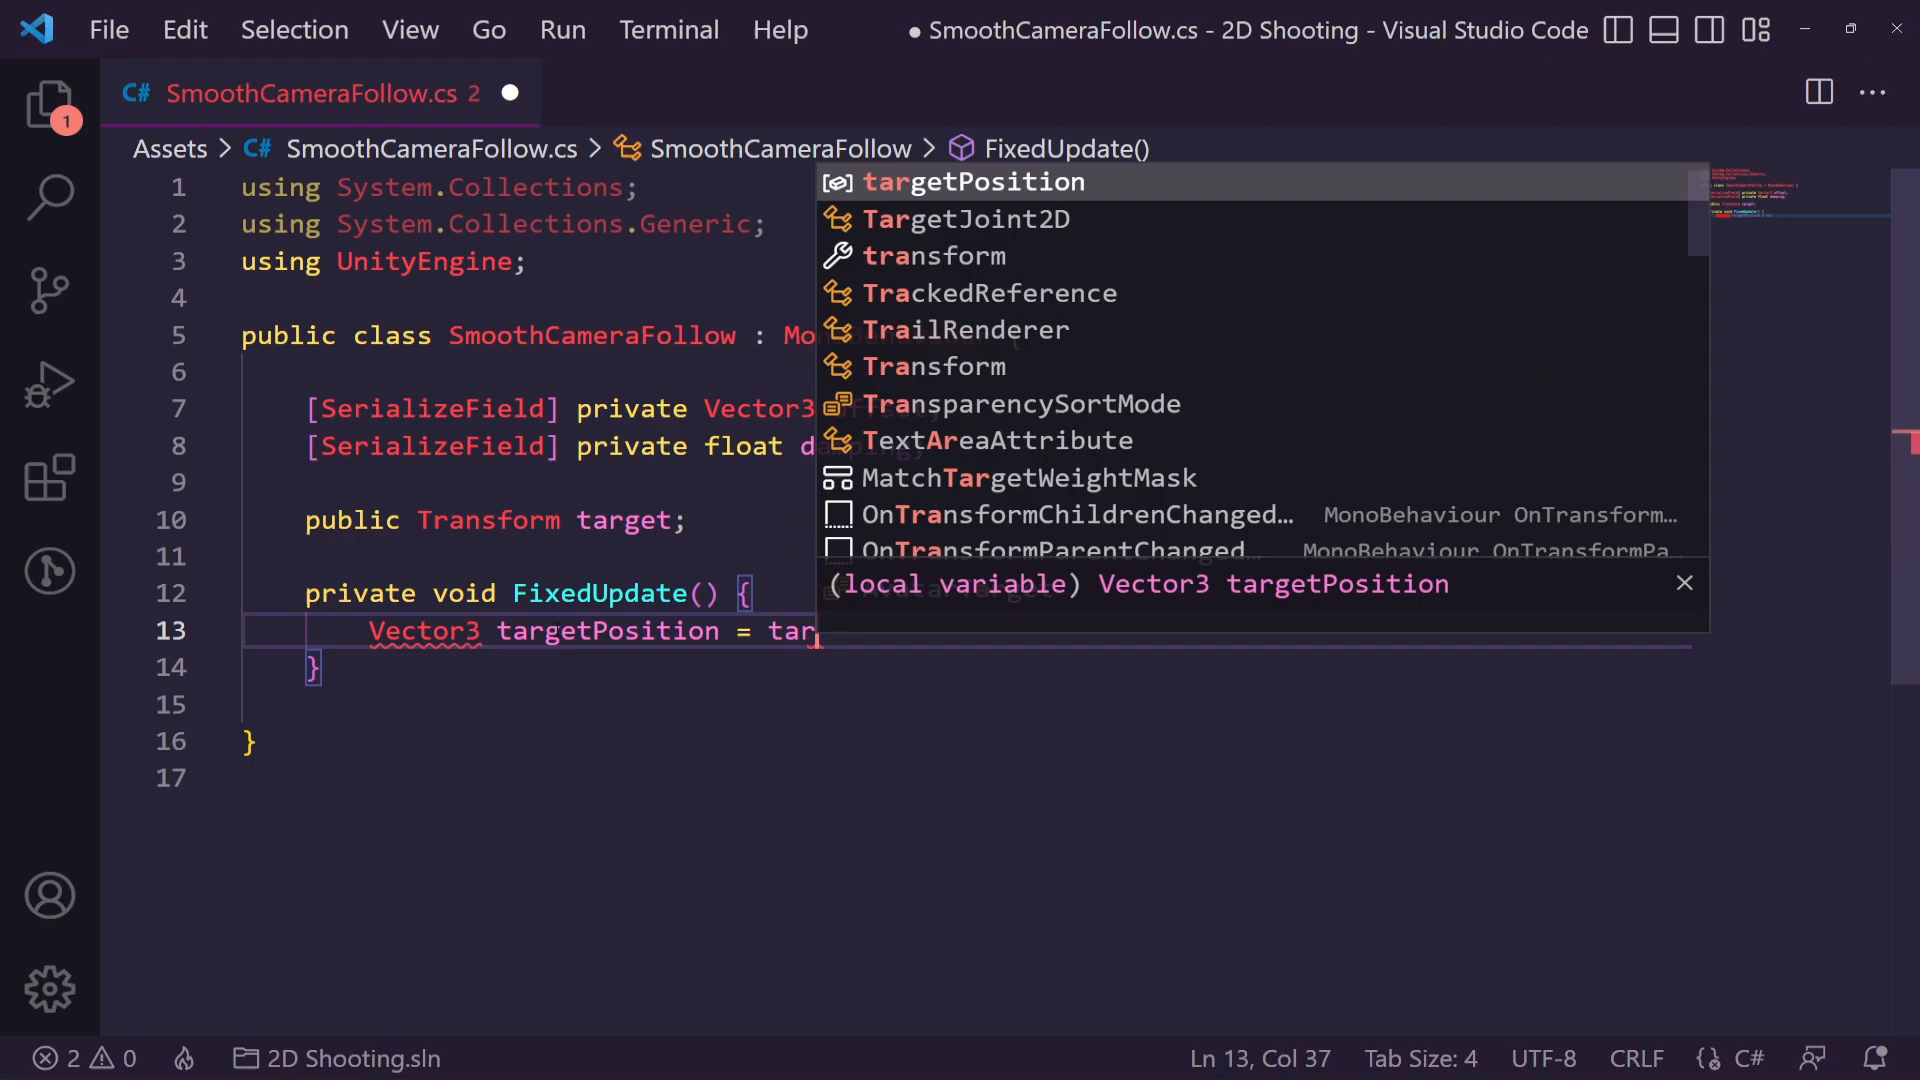 File Edit Selection View Go Run Terminal Help ● SmoothCameraFollow.cs - 2D Shooting - Visual Studio Code
C# SmoothCameraFollow.cs 2
1
Assets > C# SmoothCameraFollow.cs > SmoothCameraFollow > FixedUpdate()
1 using System.Collections;
2 using System.Collections.Generic;
3 using UnityEngine;
4
5 public class SmoothCameraFollow : Mo
6
7 [SerializeField] private Vector3
8 [SerializeField] private float damping;
9
10 public Transform target;
11
12 private void FixedUpdate() {
13 Vector3 targetPosition = tar
14 }
15
16 }
17
targetPosition
TargetJoint2D
transform
TrackedReference
TrailRenderer
Transform
TransparencySortMode
TextAreaAttribute
MatchTargetWeightMask
OnTransformChildrenChanged… MonoBehaviour OnTransform…
OnTransformParentChanged… MonoBehaviour OnTransformPa…
(local variable) Vector3 targetPosition
2 0 2D Shooting.sln Ln 13, Col 37 Tab Size: 4 UTF-8 CRLF C#